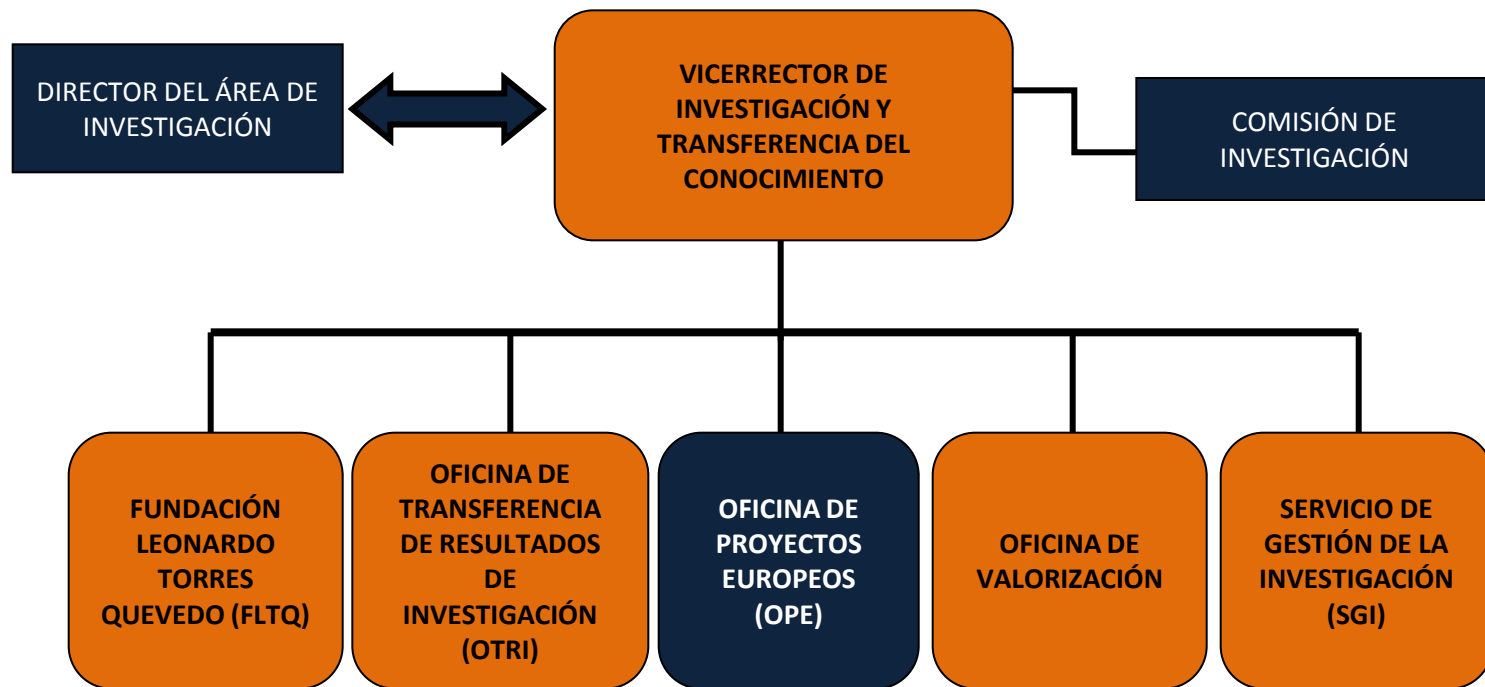 DIRECTOR DEL ÁREA DE
INVESTIGACIÓN
VICERRECTOR DE
INVESTIGACIÓN Y
TRANSFERENCIA DEL
CONOCIMIENTO
COMISIÓN DE
INVESTIGACIÓN
FUNDACIÓN
LEONARDO
TORRES
QUEVEDO (FLTQ)
OFICINA DE
TRANSFERENCIA
DE RESULTADOS
DE
INVESTIGACIÓN
(OTRI)
OFICINA DE
PROYECTOS
EUROPEOS
(OPE)
OFICINA DE
VALORIZACIÓN
SERVICIO DE
GESTIÓN DE LA
INVESTIGACIÓN
(SGI)